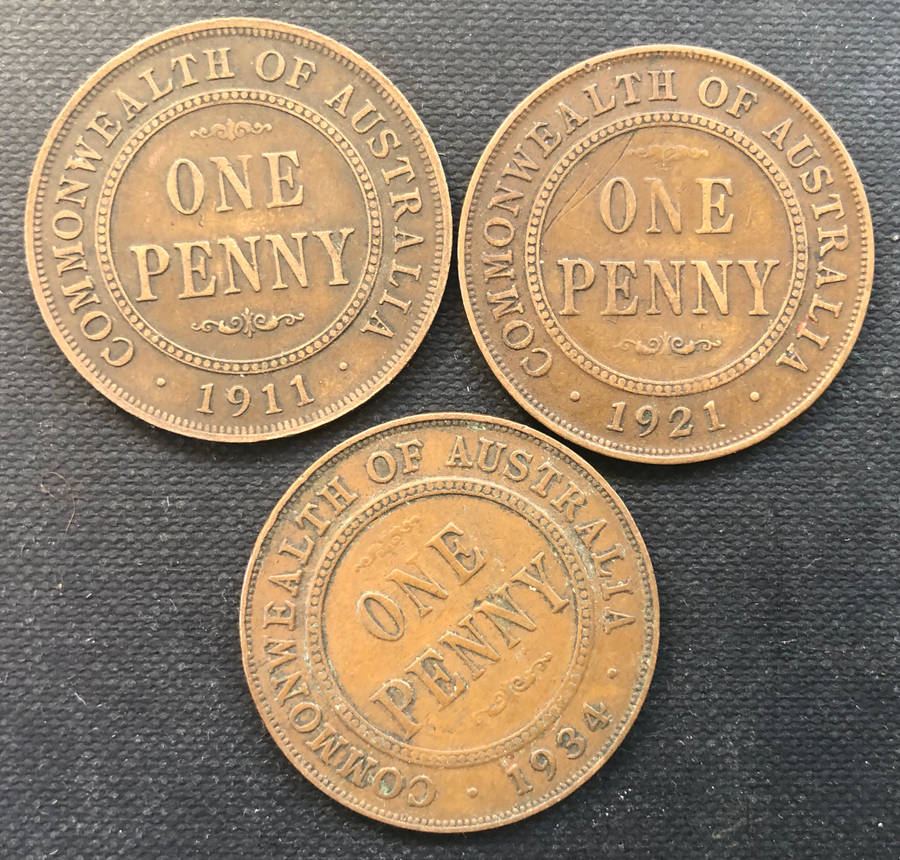 COMMONWEALTH OF AUSTRALIA
ONE
PENNY
· 1911 ·
COMMONWEALTH OF AUSTRALIA
ONE
PENNY
· 1921 ·
COMMONWEALTH OF AUSTRALIA
ONE
PENNY
· 1934 ·